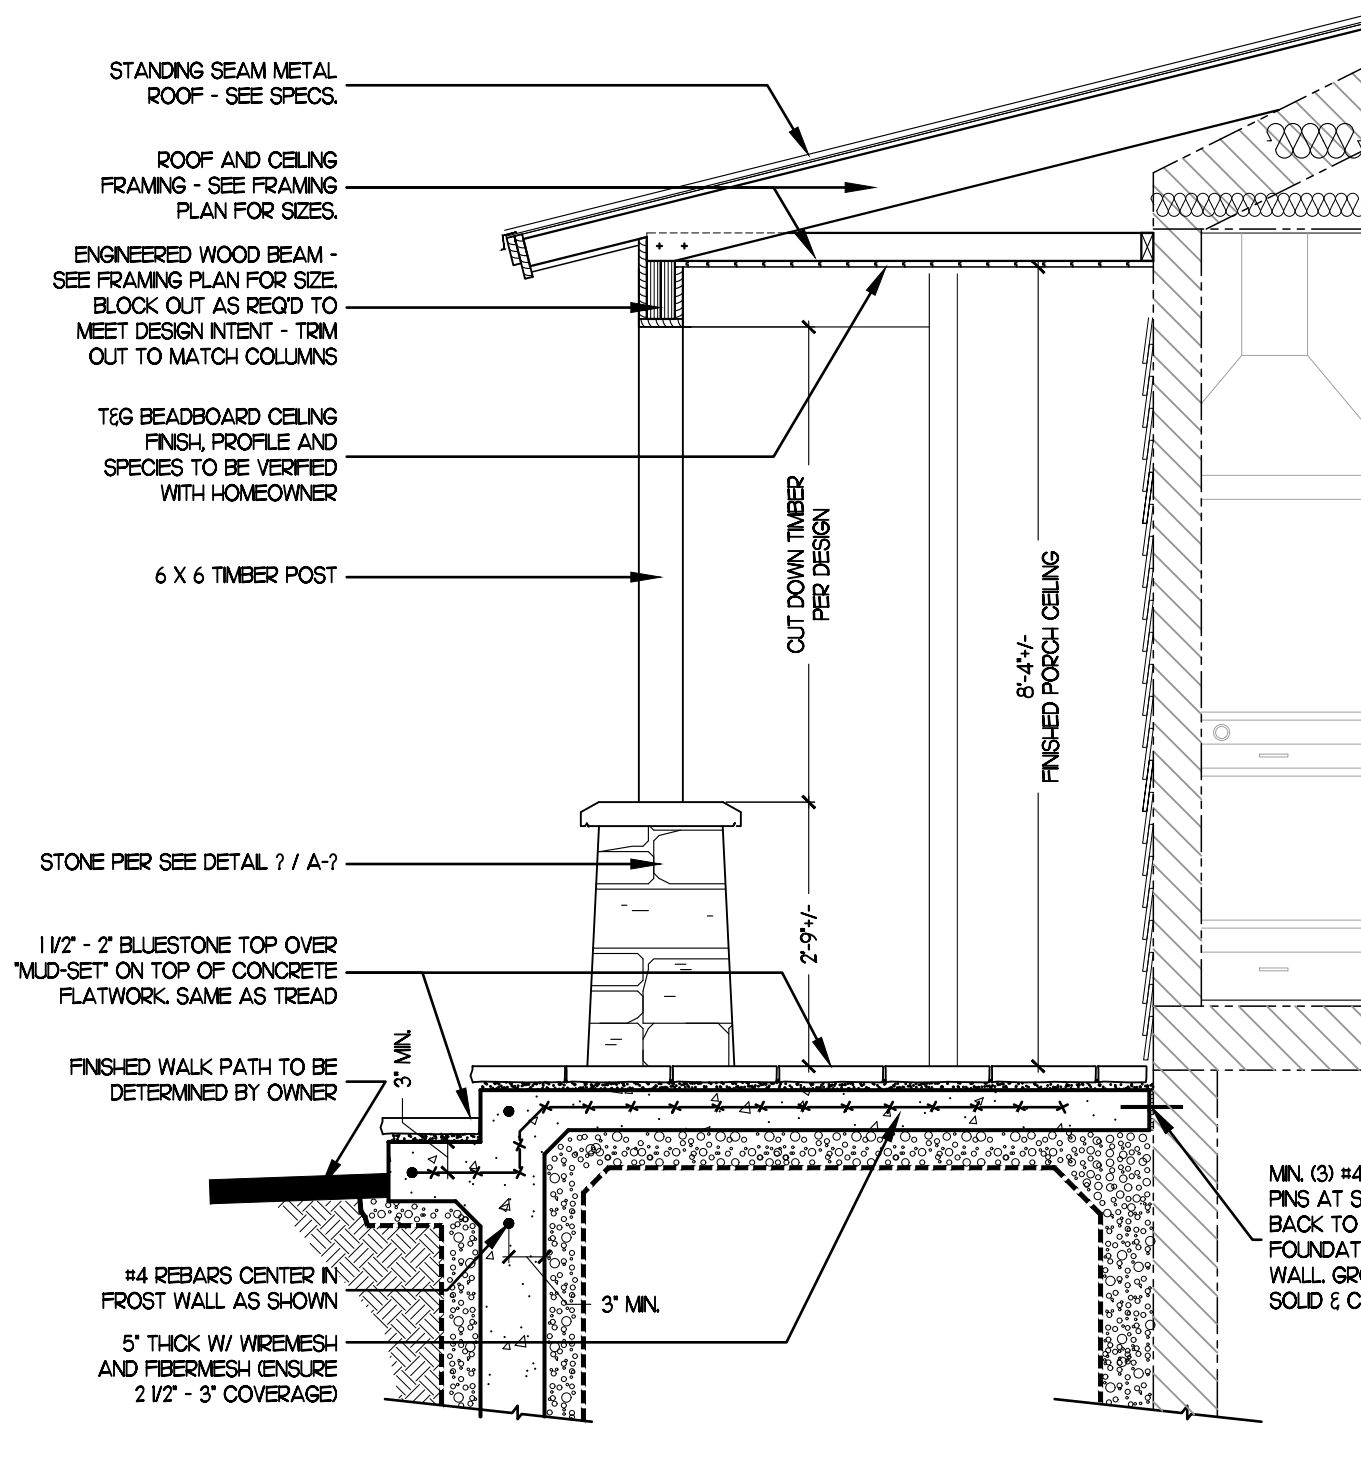 STANDING SEAM METAL
ROOF - SEE SPECS.
ROOF AND CEILING
FRAMING - SEE FRAMING
PLAN FOR SIZES.
ENGINEERED WOOD BEAM -
SEE FRAMING PLAN FOR SIZE.
BLOCK OUT AS REQ'D TO
MEET DESIGN INTENT - TRIM
OUT TO MATCH COLUMNS
T&G BEADBOARD CEILING
FINISH, PROFILE AND
SPECIES TO BE VERIFIED
WITH HOMEOWNER
6 X 6 TIMBER POST
CUT DOWN TIMBER
PER DESIGN
8'-4"+/-
FINISHED PORCH CEILING
STONE PIER SEE DETAIL ? / A-?
2'-9"+/-
1 1/2" - 2" BLUESTONE TOP OVER
"MUD-SET" ON TOP OF CONCRETE
FLATWORK. SAME AS TREAD
3" MIN.
FINISHED WALK PATH TO BE
DETERMINED BY OWNER
MIN. (3) #4
PINS AT S
BACK TO
FOUNDAT
WALL. GR
SOLID & C
#4 REBARS CENTER IN
FROST WALL AS SHOWN
3" MIN.
5" THICK W/ WIREMESH
AND FIBERMESH (ENSURE
2 1/2" - 3" COVERAGE)